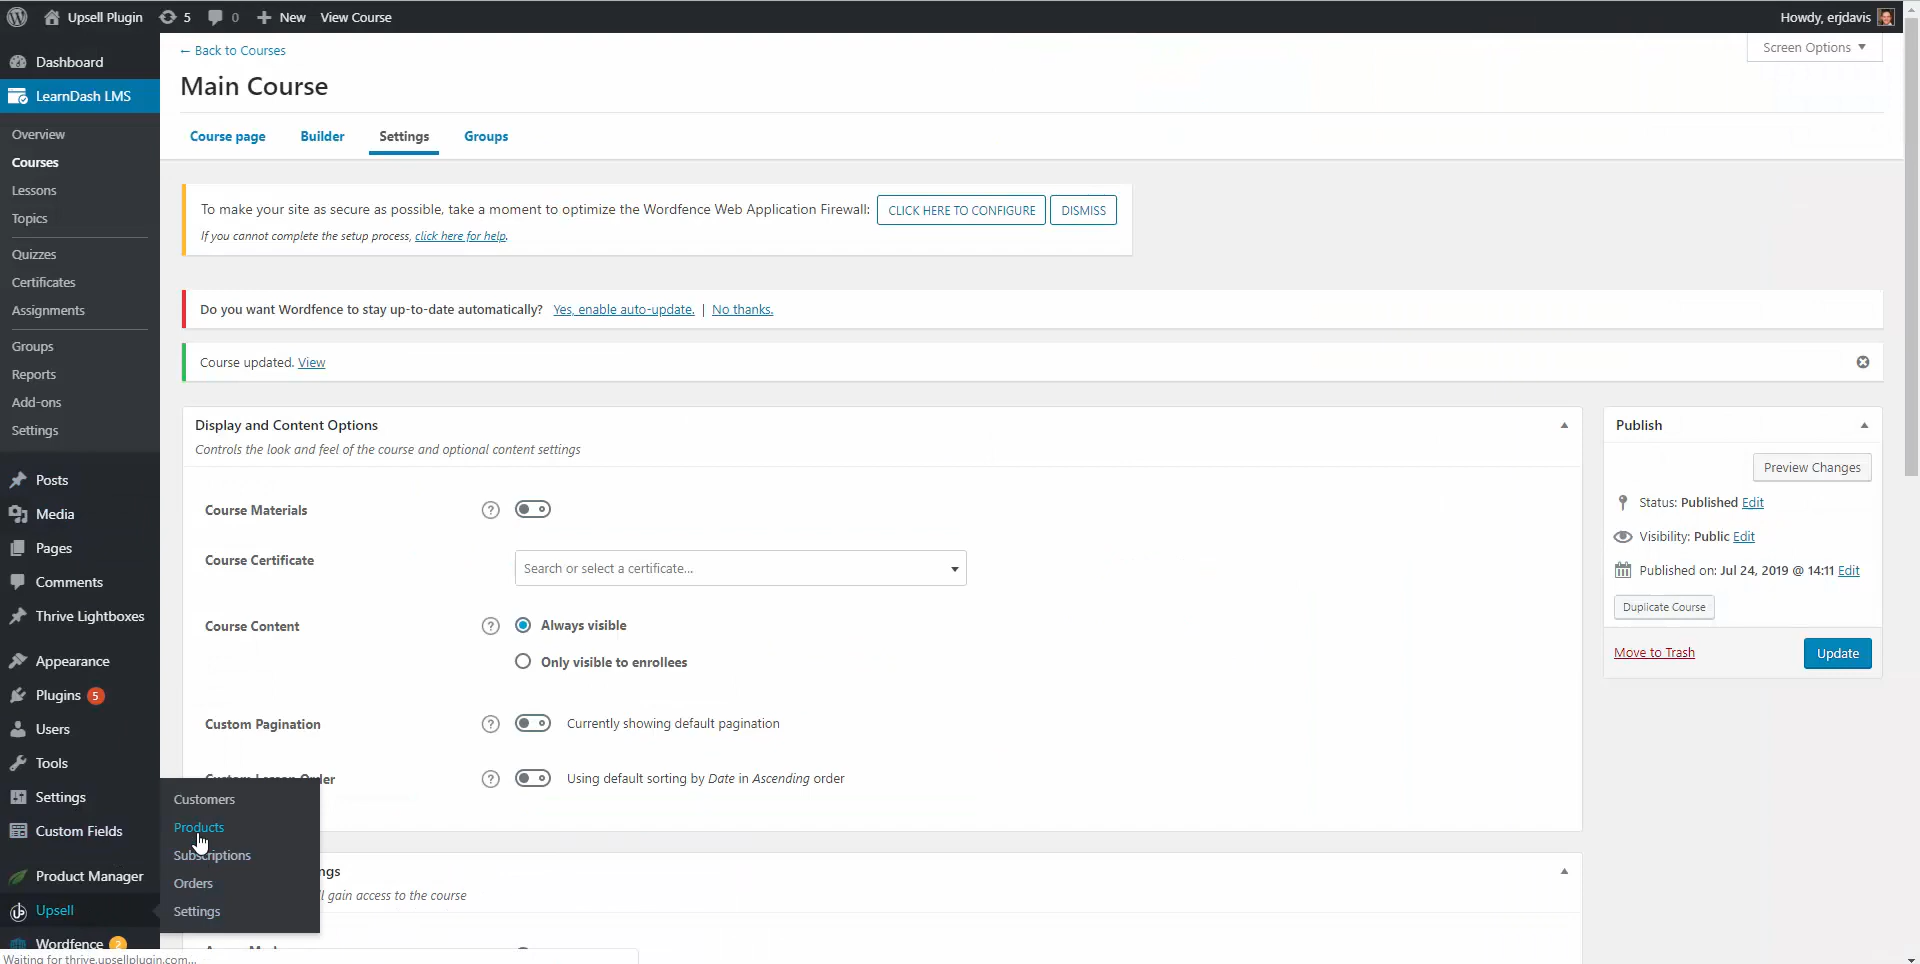 Upsell Plugin 5 0 New View Course Howdy, erjdavis
← Back to Courses Screen Options
Main Course
Course page Builder Settings Groups
To make your site as secure as possible, take a moment to optimize the Wordfence Web Application Firewall: CLICK HERE TO CONFIGURE DISMISS
If you cannot complete the setup process, click here for help.
Do you want Wordfence to stay up-to-date automatically? Yes, enable auto-update. | No thanks.
Course updated. View
Dashboard
LearnDash LMS
Overview
Courses
Lessons
Topics
Quizzes
Certificates
Assignments
Groups
Reports
Add-ons
Settings
Posts
Media
Pages
Comments
Thrive Lightboxes
Appearance
Plugins 5
Users
Tools
Settings
Custom Fields
Product Manager
Upsell
Wordfence 2
Customers
Products
Subscriptions
Orders
Settings
Display and Content Options
Controls the look and feel of the course and optional content settings
Course Materials ?
Course Certificate Search or select a certificate...
Course Content ? Always visible
Only visible to enrollees
Custom Pagination ? Currently showing default pagination
Custom Lesson Order ? Using default sorting by Date in Ascending order
ngs
ll gain access to the course
Publish
Preview Changes
Status: Published Edit
Visibility: Public Edit
Published on: Jul 24, 2019 @ 14:11 Edit
Duplicate Course
Move to Trash Update
Waiting for thrive.upsellplugin.com...